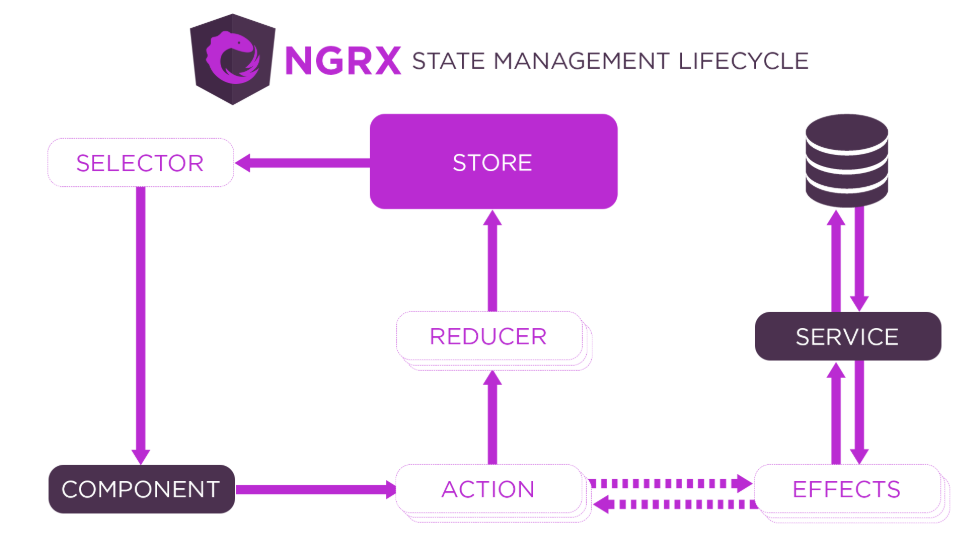 NGRX STATE MANAGEMENT LIFECYCLE
SELECTOR
STORE
REDUCER
SERVICE
COMPONENT
ACTION
EFFECTS